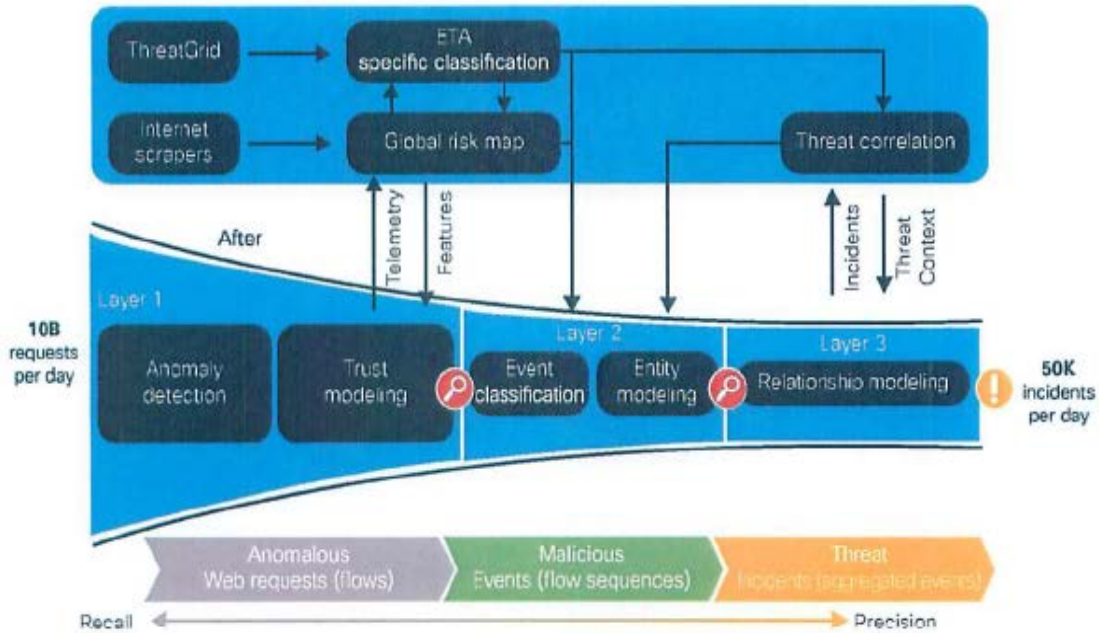 ThreatGrid
ETA
specific classification
Internet
scrapers
Global risk map
Threat correlation
After
Telemetry
Features
Incidents
Threat
Context
Layer 1
10B
requests
per day
Anomaly
detection
Trust
modeling
Layer 2
Event
classification
Entity
modeling
Layer 3
Relationship modeling
50K
incidents
per day
Anomalous
Web requests (flows)
Malicious
Events (flow sequences)
Threat
Incidents (aggregated events)
Recall
Precision